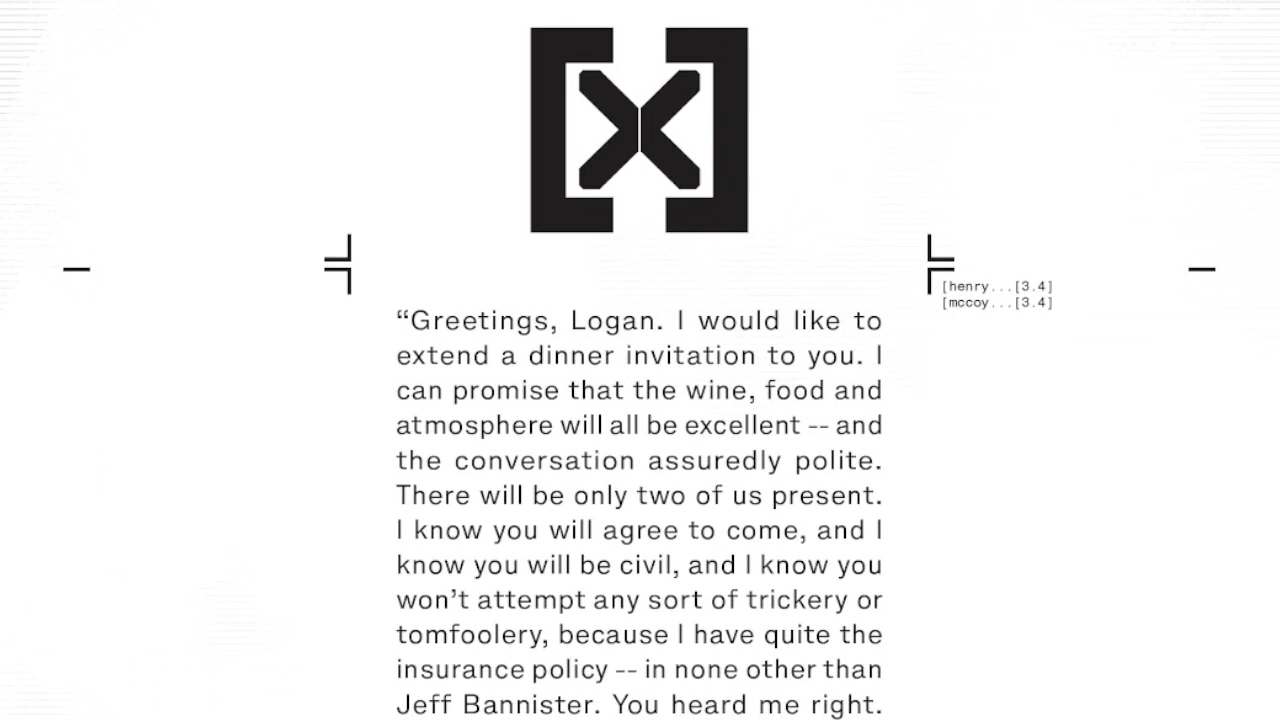 [X]
[henry...[3.4]
[mccoy...[3.4]
“Greetings, Logan. I would like to
extend a dinner invitation to you. I
can promise that the wine, food and
atmosphere will all be excellent -- and
the conversation assuredly polite.
There will be only two of us present.
I know you will agree to come, and I
know you will be civil, and I know you
won’t attempt any sort of trickery or
tomfoolery, because I have quite the
insurance policy -- in none other than
Jeff Bannister. You heard me right.